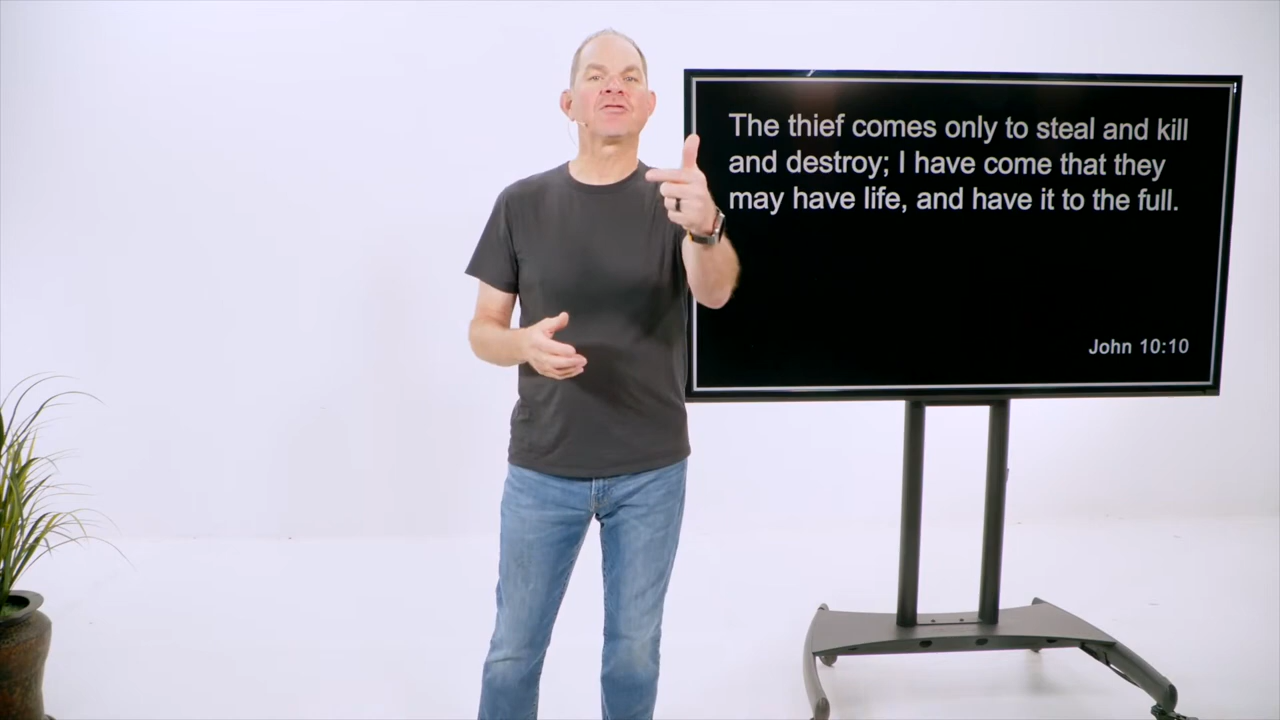 The thief comes only to steal and kill
and destroy; I have come that they
may have life, and have it to the full.
John 10:10